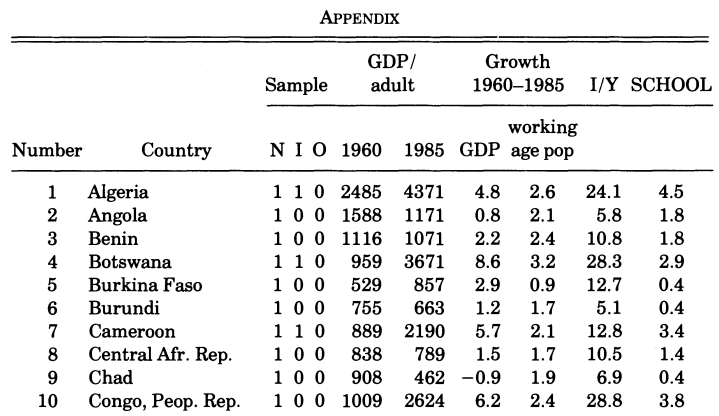 APPENDIX
GDP/ Growth
Sample adult 1960–1985 I/Y SCHOOL
working
Number Country N I O 1960 1985 GDP age pop
1 Algeria 1 1 0 2485 4371 4.8 2.6 24.1 4.5
2 Angola 1 0 0 1588 1171 0.8 2.1 5.8 1.8
3 Benin 1 0 0 1116 1071 2.2 2.4 10.8 1.8
4 Botswana 1 1 0 959 3671 8.6 3.2 28.3 2.9
5 Burkina Faso 1 0 0 529 857 2.9 0.9 12.7 0.4
6 Burundi 1 0 0 755 663 1.2 1.7 5.1 0.4
7 Cameroon 1 1 0 889 2190 5.7 2.1 12.8 3.4
8 Central Afr. Rep. 1 0 0 838 789 1.5 1.7 10.5 1.4
9 Chad 1 0 0 908 462 −0.9 1.9 6.9 0.4
10 Congo, Peop. Rep. 1 0 0 1009 2624 6.2 2.4 28.8 3.8